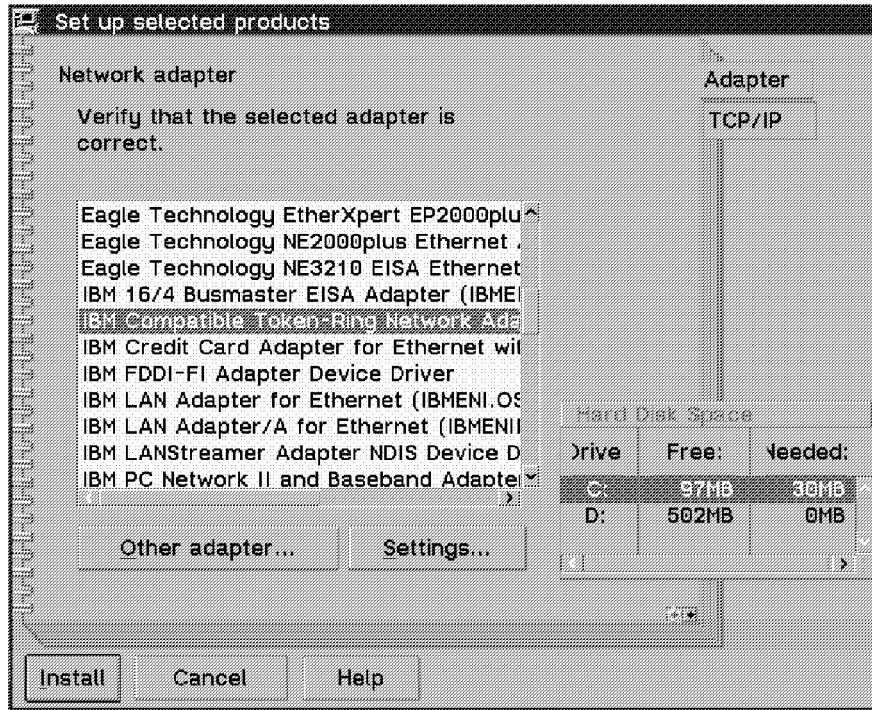 Set up selected products
Network adapter
Verify that the selected adapter is
correct.
Adapter
TCP/IP
Eagle Technology EtherXpert EP2000plu
Eagle Technology NE2000plus Ethernet
Eagle Technology NE3210 EISA Ethernet
IBM 16/4 Busmaster EISA Adapter (IBMEI
IBM Compatible Token-Ring Network Ada
IBM Credit Card Adapter for Ethernet wit
IBM FDDI-FI Adapter Device Driver
IBM LAN Adapter for Ethernet (IBMENI.OS
IBM LAN Adapter/A for Ethernet (IBMENII
IBM LANStreamer Adapter NDIS Device D
IBM PC Network II and Baseband Adapter
Other adapter... Settings...
Hard Disk Space
Drive Free: Needed:
C: 97MB 30MB
D: 502MB 0MB
Install Cancel Help